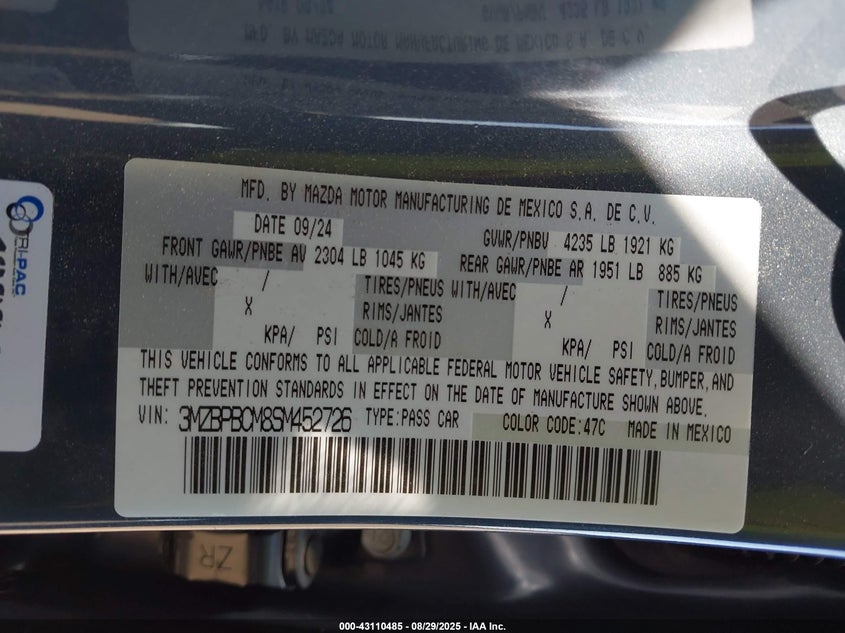 MFD. BY MAZDA MOTOR MANUFACTURING DE MEXICO S.A. DE C.V.
DATE 09/24 GVWR/PNBV 4235 LB 1921 KG
FRONT GAWR/PNBE AV 2304 LB 1045 KG REAR GAWR/PNBE AR 1951 LB 885 KG
WITH/AVEC / TIRES/PNEUS WITH/AVEC / TIRES/PNEUS
X RIMS/JANTES X RIMS/JANTES
KPA/ PSI COLD/A FROID KPA/ PSI COLD/A FROID
THIS VEHICLE CONFORMS TO ALL APPLICABLE FEDERAL MOTOR VEHICLE SAFETY, BUMPER, AND
THEFT PREVENTION STANDARDS IN EFFECT ON THE DATE OF MANUFACTURE SHOWN ABOVE.
VIN: 3MZBPBCM8SM452726 TYPE:PASS CAR COLOR CODE:47C MADE IN MEXICO
RI-PAC
ZR
000-43110485 - 08/29/2025 - IAA Inc.